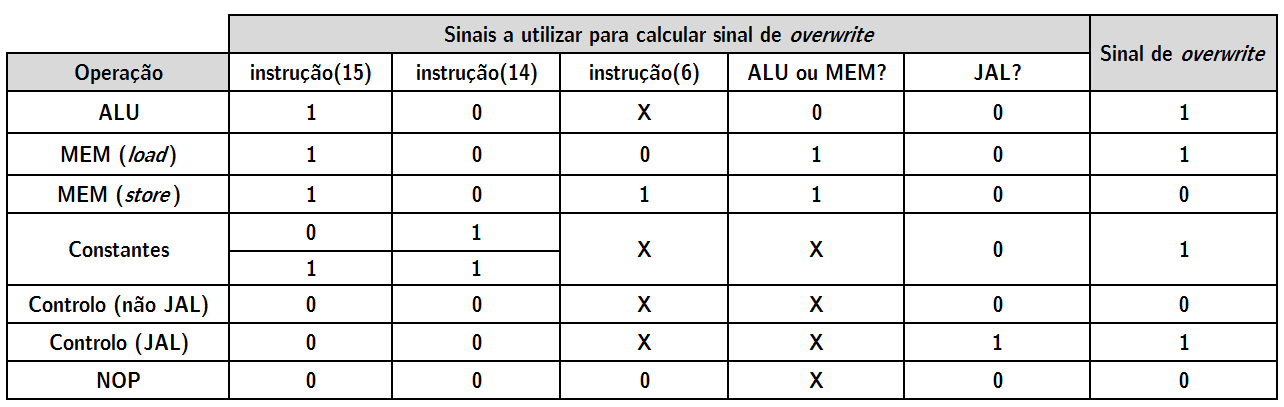 Sinais a utilizar para calcular sinal de overwrite
Sinal de overwrite
Operação instrução(15) instrução(14) instrução(6) ALU ou MEM? JAL?
ALU 1 0 X 0 0 1
MEM (load) 1 0 0 1 0 1
MEM (store) 1 0 1 1 0 0
Constantes 0 1 X X 0 1
1 1
Controlo (não JAL) 0 0 X X 0 0
Controlo (JAL) 0 0 X X 1 1
NOP 0 0 0 X 0 0